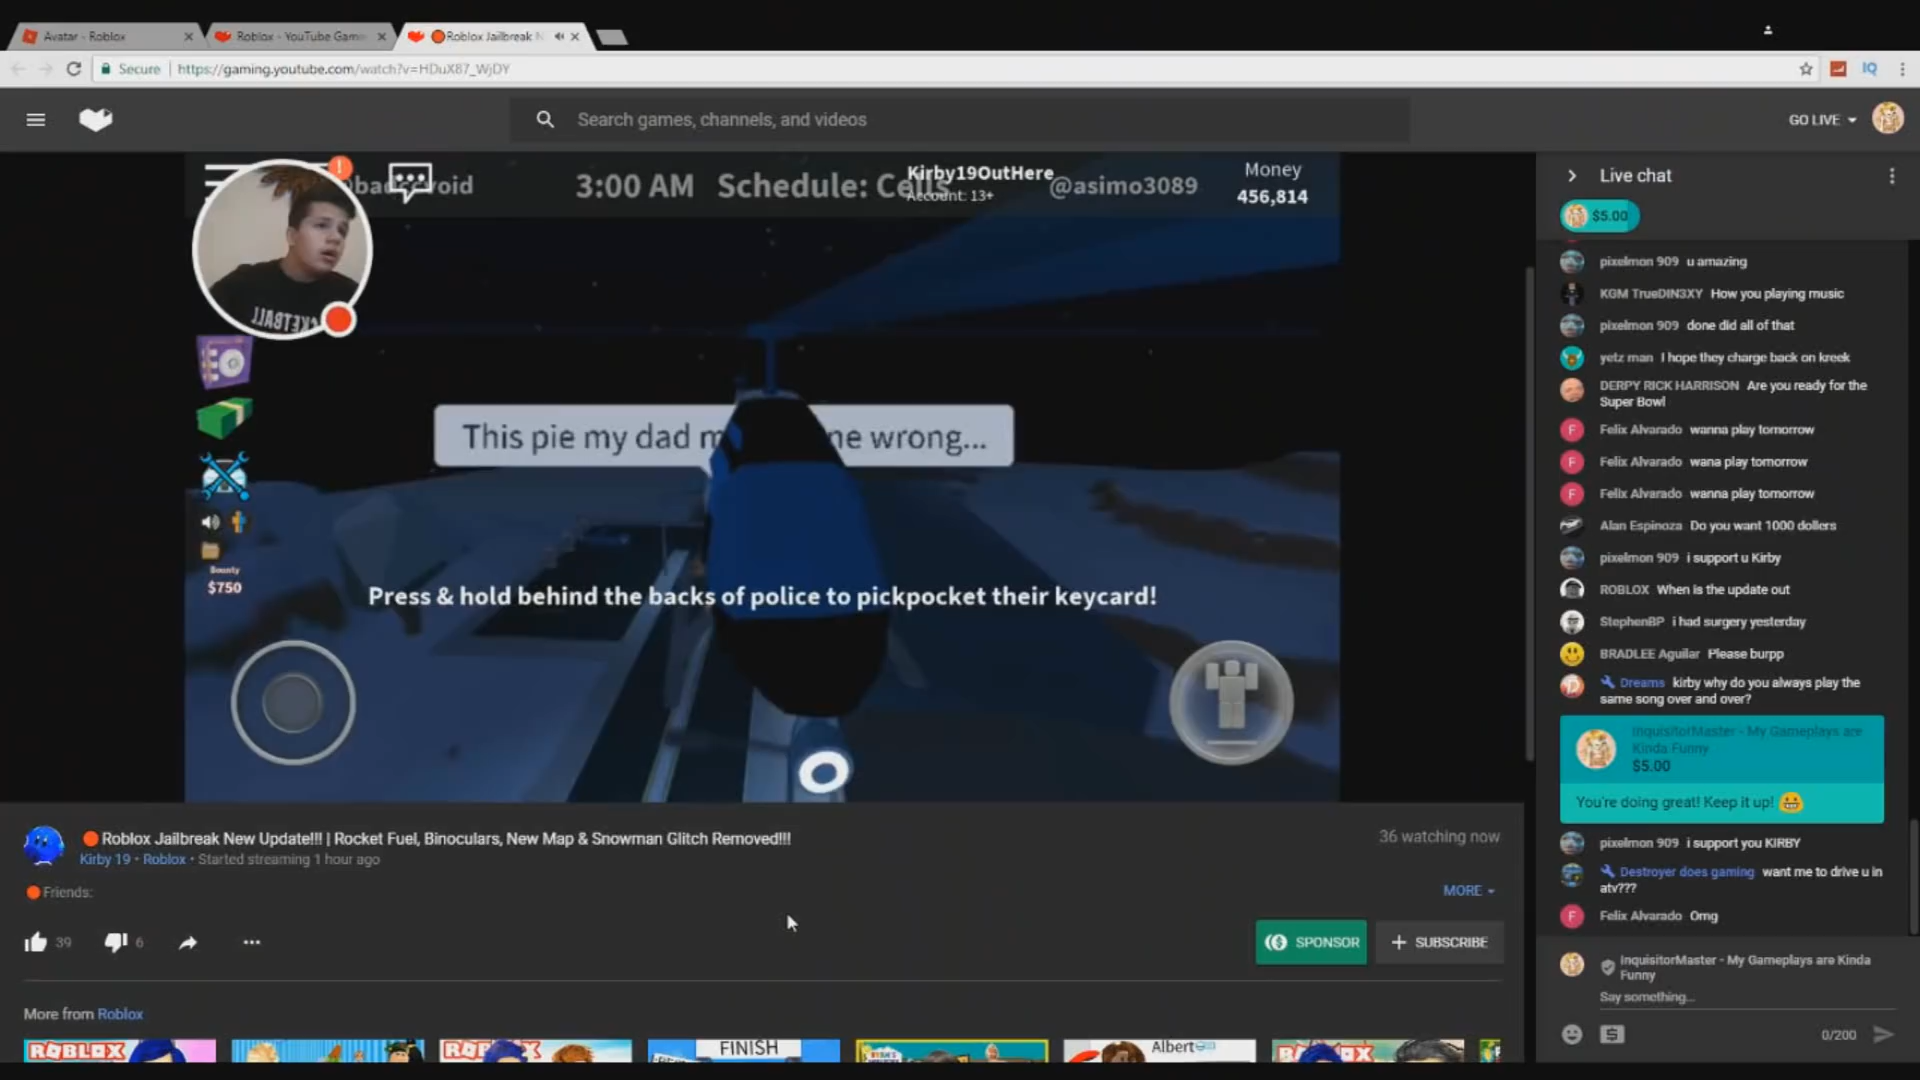 Avatar - Roblox
Roblox - YouTube Gami
Roblox Jailbreak N
Secure
https://gaming.youtube.com/watch?v=HDuX87_WjDY
IQ
Search games, channels, and videos
GO LIVE
3:00 AM
Schedule: Cells
Kirby19OutHere
Account: 13+
@asimo3089
Money
456,814
This pie my dad m
ne wrong...
Bounty
$750
Press & hold behind the backs of police to pickpocket their keycard!
Roblox Jailbreak New Update!!! | Rocket Fuel, Binoculars, New Map & Snowman Glitch Removed!!!
36 watching now
Kirby 19 • Roblox • Started streaming 1 hour ago
Friends:
MORE
39
6
SPONSOR
SUBSCRIBE
More from Roblox
ROBLOX
FINISH
Albert
Live chat
$5.00
pixelmon 909 u amazing
KGM TrueDIN3XY How you playing music
pixelmon 909 done did all of that
yetz man I hope they charge back on kreek
DERPY RICK HARRISON Are you ready for the
Super Bowl
Felix Alvarado wanna play tomorrow
Felix Alvarado wana play tomorrow
Felix Alvarado wanna play tomorrow
Alan Espinoza Do you want 1000 dollers
pixelmon 909 i support u Kirby
ROBLOX When is the update out
StephenBP i had surgery yesterday
BRADLEE Aguilar Please burpp
Dreams kirby why do you always play the
same song over and over?
InquisitorMaster - My Gameplays are
Kinda Funny
$5.00
You're doing great! Keep it up!
pixelmon 909 i support you KIRBY
Destroyer does gaming want me to drive u in
atv???
Felix Alvarado Omg
InquisitorMaster - My Gameplays are Kinda
Funny
Say something...
0/200